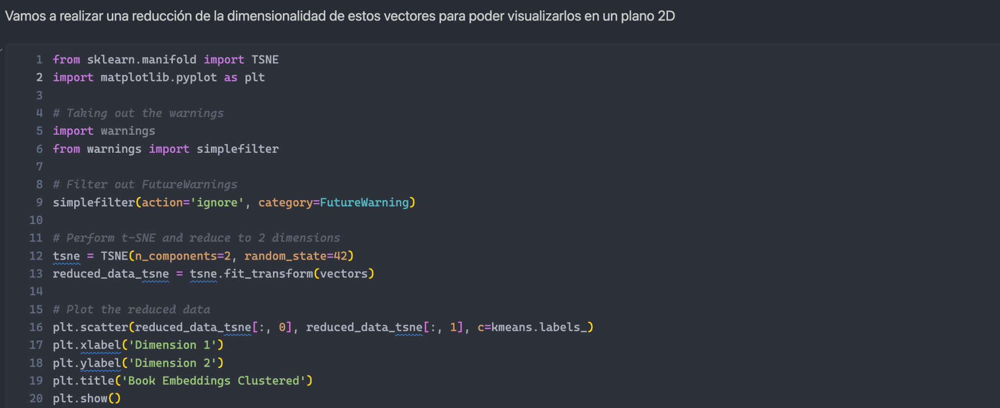 Vamos a realizar una reducción de la dimensionalidad de estos vectores para poder visualizarlos en un plano 2D
1 from sklearn.manifold import TSNE
2 import matplotlib.pyplot as plt
3
4 # Taking out the warnings
5 import warnings
6 from warnings import simplefilter
7
8 # Filter out FutureWarnings
9 simplefilter(action='ignore', category=FutureWarning)
10
11 # Perform t-SNE and reduce to 2 dimensions
12 tsne = TSNE(n_components=2, random_state=42)
13 reduced_data_tsne = tsne.fit_transform(vectors)
14
15 # Plot the reduced data
16 plt.scatter(reduced_data_tsne[:, 0], reduced_data_tsne[:, 1], c=kmeans.labels_)
17 plt.xlabel('Dimension 1')
18 plt.ylabel('Dimension 2')
19 plt.title('Book Embeddings Clustered')
20 plt.show()